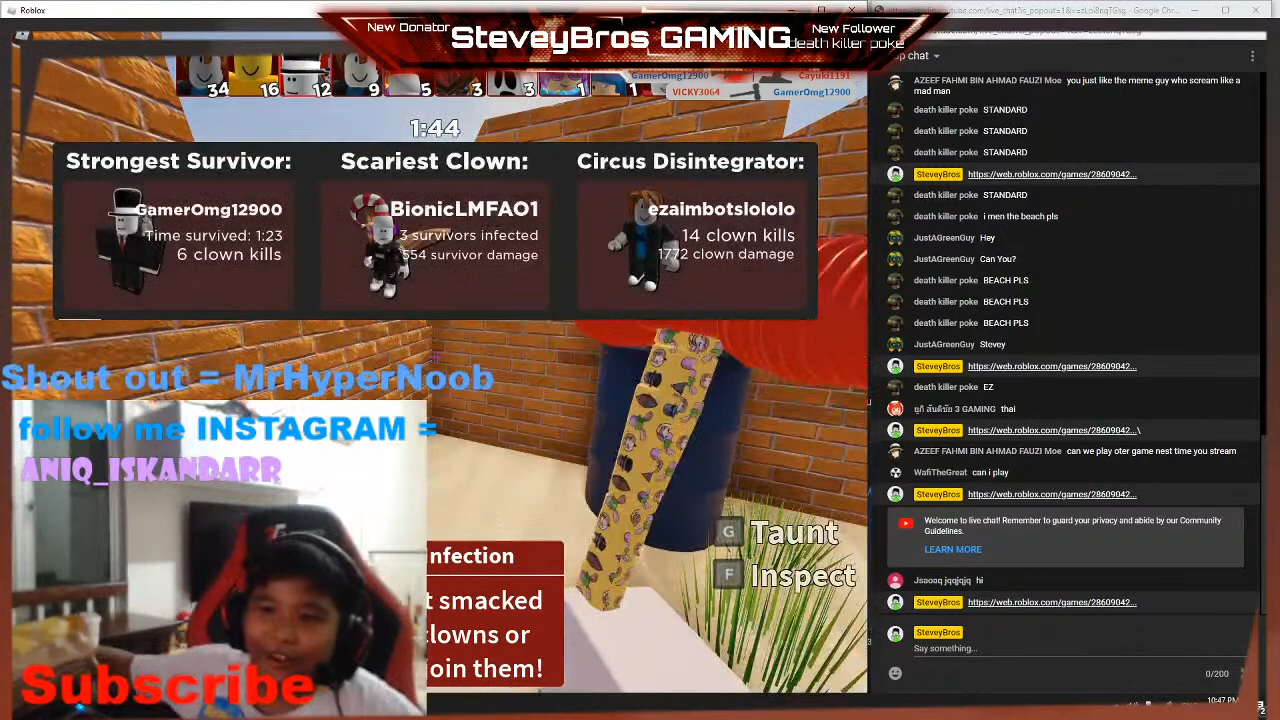 Roblox
New Donator
SteveyBros GAMING
New Follower
death killer poke
34 16 12 9 5 3 3 1 1 1
GamerOmg12900 Cayuki1191
VICKY3064 GamerOmg12900
1:44
Strongest Survivor:
GamerOmg12900
Time survived: 1:23
6 clown kills
Scariest Clown:
BionicLMFAO1
3 survivors infected
554 survivor damage
Circus Disintegrator:
ezaimbotslololo
14 clown kills
1772 clown damage
Shout out = MrHyperNoob
follow me INSTAGRAM =
ANIQ_ISKANDARR
Subscribe
nfection
t smacked
clowns or
oin them!
G Taunt
F Inspect
chat
AZEEF FAHMI BIN AHMAD FAUZI Moe you just like the meme guy who scream like a
mad man
death killer poke STANDARD
death killer poke STANDARD
death killer poke STANDARD
SteveyBros https://web.roblox.com/games/28609042...
death killer poke STANDARD
death killer poke i men the beach pls
JustAGreenGuy Hey
JustAGreenGuy Can You?
death killer poke BEACH PLS
death killer poke BEACH PLS
death killer poke BEACH PLS
JustAGreenGuy Stevey
SteveyBros https://web.roblox.com/games/28609042...
death killer poke EZ
3 GAMING thai
SteveyBros https://web.roblox.com/games/28609042...\
AZEEF FAHMI BIN AHMAD FAUZI Moe can we play oter game nest time you stream
WafiTheGreat can i play
SteveyBros https://web.roblox.com/games/28609042...
Welcome to live chat! Remember to guard your privacy and abide by our Community
Guidelines.
LEARN MORE
Jsaoaq jqqjqjq hi
SteveyBros https://web.roblox.com/games/28609042...
SteveyBros
Say something...
0/200
10:47 PM